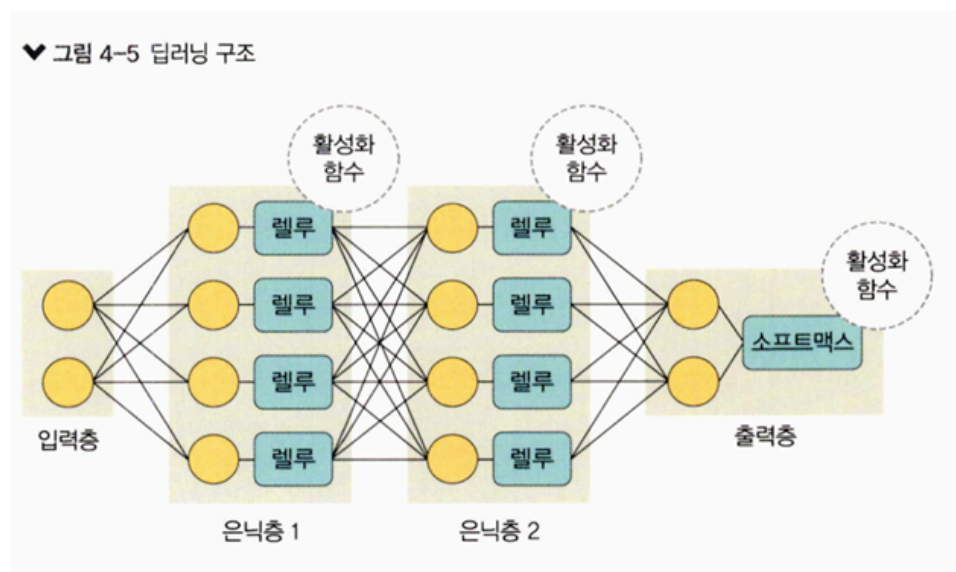 그림 4-5 딥러닝 구조
활성화
함수
활성화
함수
활성화
함수
렐루
렐루
렐루
렐루
렐루
렐루
렐루
렐루
소프트맥스
입력층
출력층
은닉층 1
은닉층 2